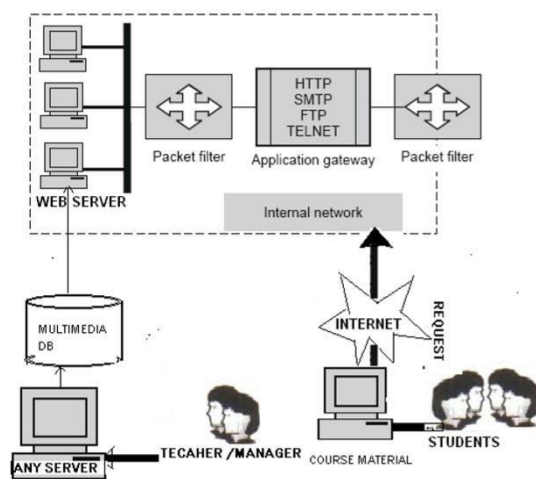 HTTP
SMTP
FTP
TELNET
Packet filter
Application gateway
Packet filter
WEB SERVER
Internal network
MULTIMEDIA
DB
INTERNET
REQUEST
ANY SERVER
TECAHER /MANAGER
COURSE MATERIAL
STUDENTS